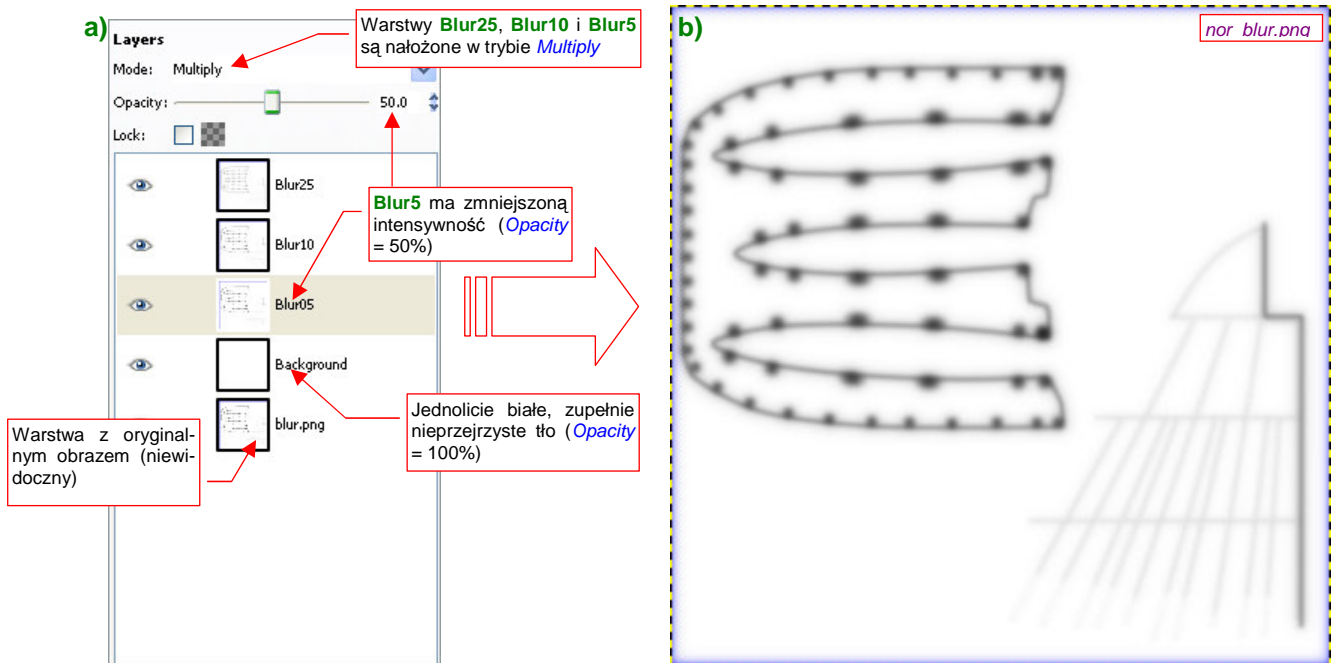 a)
Layers
Mode: Multiply
Opacity: 50.0
Lock:
Blur25
Blur10
Blur05
Background
blur.png
Warstwy Blur25, Blur10 i Blur5
są nałożone w trybie Multiply
Blur5 ma zmniejszoną
intensywność (Opacity
= 50%)
Jednolicie białe, zupełnie
nieprzejrzyste tło (Opacity
= 100%)
Warstwa z oryginal-
nym obrazem (niewi-
doczny)
b)
nor_blur.png